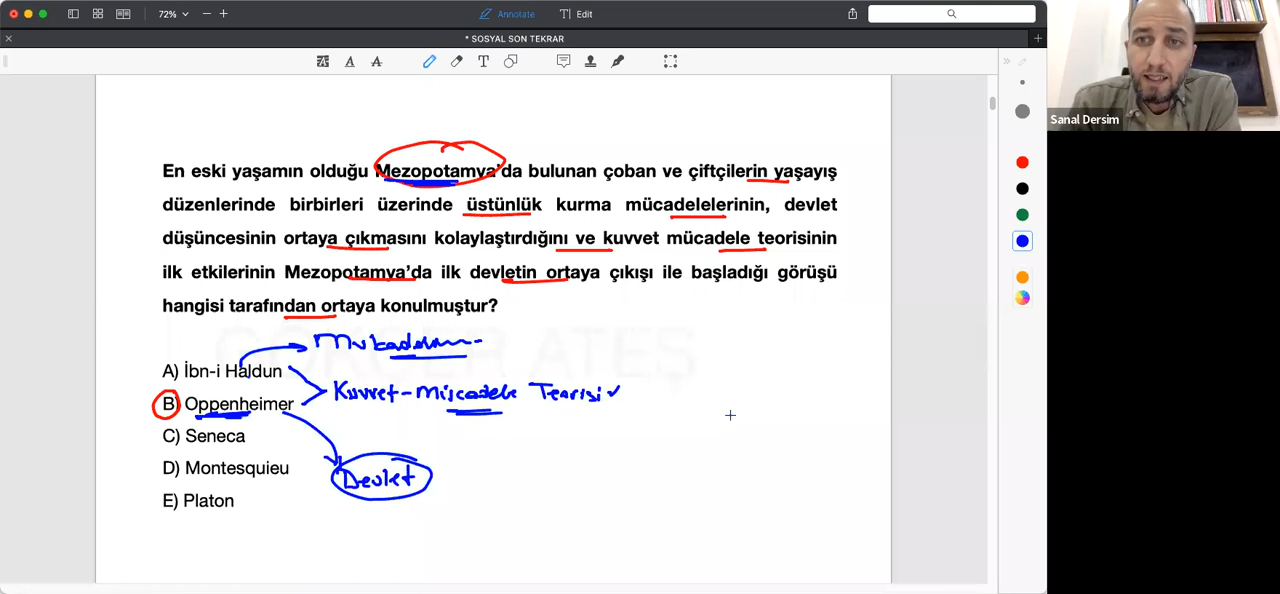 72%
Annotate
Edit
* SOSYAL SON TEKRAR
Sanal Dersim
En eski yaşamın olduğu Mezopotamya'da bulunan çoban ve çiftçilerin yaşayış
düzenlerinde birbirleri üzerinde üstünlük kurma mücadelelerinin, devlet
düşüncesinin ortaya çıkmasını kolaylaştırdığını ve kuvvet mücadele teorisinin
ilk etkilerinin Mezopotamya'da ilk devletin ortaya çıkışı ile başladığı görüşü
hangisi tarafından ortaya konulmuştur?
GÖKÇER ATEŞ
A) İbn-i Haldun
B) Oppenheimer
Kuvvet-Mücadele Teorisi
C) Seneca
D) Montesquieu
Devlet
E) Platon